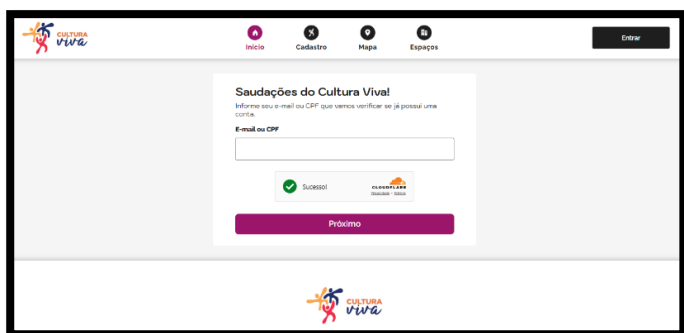 CULTURA
viva
Início
Cadastro
Mapa
Espaços
Entrar
Saudações do Cultura Viva!
Informe seu e-mail ou CPF que vamos verificar se já possui uma
conta.
E-mail ou CPF
Sucesso!
CLOUDFLARE
Próximo
CULTURA
viva